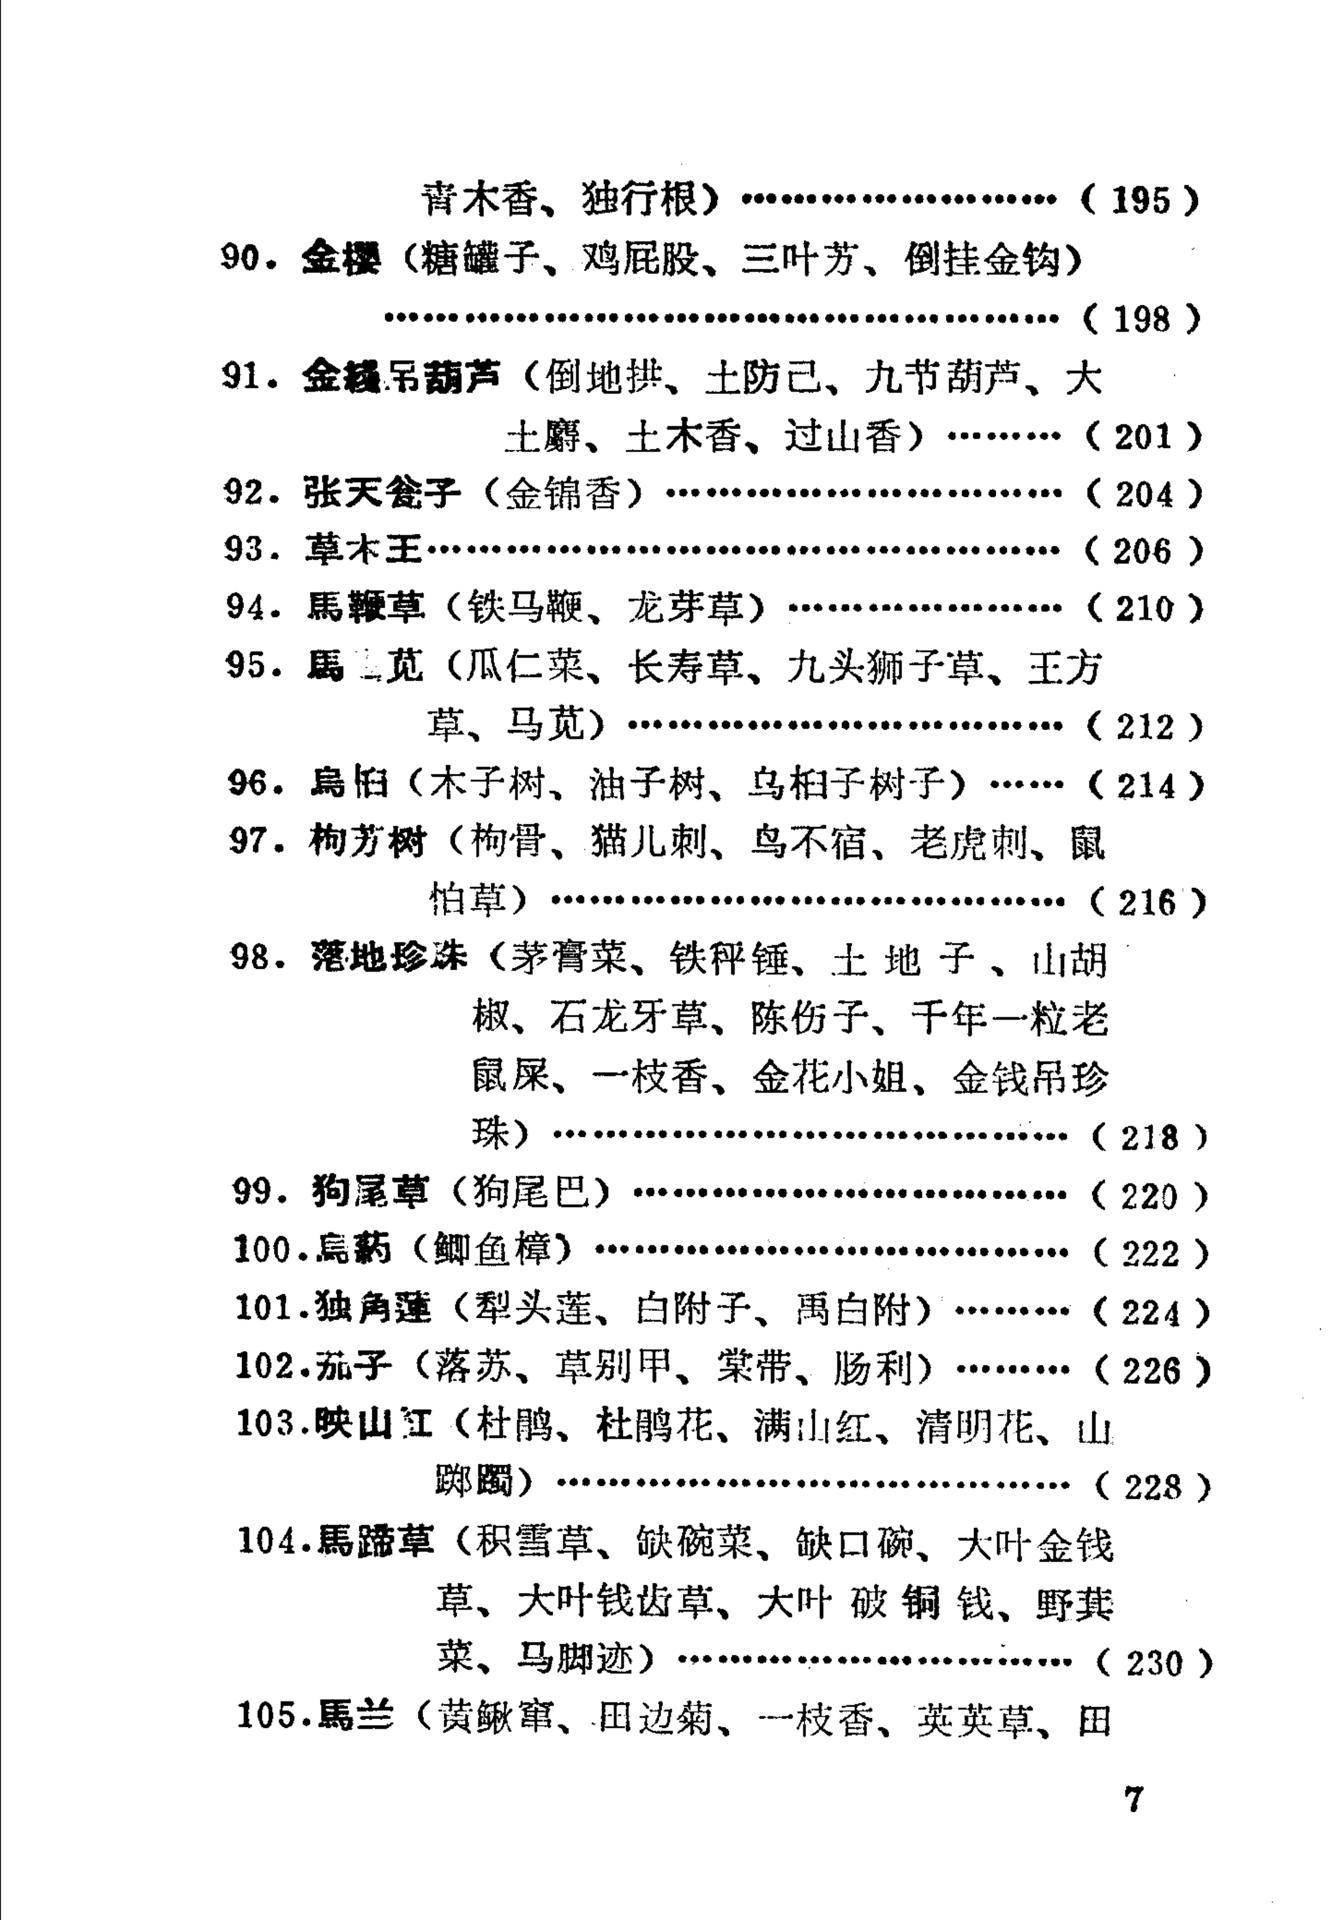 青木香、独行根）………………………（195）
90．金樱（糖罐子、鸡屁股、三叶艿、倒挂金钩）
………………………………………………（198）
91．金线吊葫芦（倒地拱、土防己、九节葫芦、大
土麝、土木香、过山香）………（201）
92．张天瓮子（金锦香）……………………………（204）
93．草木王………………………………………………（206）
94．馬鞭草（铁马鞭、龙芽草）……………………（210）
95．馬 苋（瓜仁菜、长寿草、九头狮子草、王方
草、马苋）………………………………（212）
96．烏桕（木子树、油子树、乌桕子树子）……（214）
97．枸艻树（枸骨、猫儿刺、鸟不宿、老虎刺、鼠
怕草）……………………………………（216）
98．落地珍珠（茅膏菜、铁秤锤、土地子、山胡
椒、石龙牙草、陈伤子、千年一粒老
鼠屎、一枝香、金花小姐、金钱吊珍
珠）……………………………………（218）
99．狗尾草（狗尾巴）………………………………（220）
100.烏药（鲫鱼樟）…………………………………（222）
101.独角蓮（犁头莲、白附子、禹白附）………（224）
102.茄子（落苏、草别甲、棠带、肠利）………（226）
103.映山红（杜鹃、杜鹃花、满山红、清明花、山
踯躅）……………………………………（228）
104.馬蹄草（积雪草、缺碗菜、缺口碗、大叶金钱
草、大叶钱齿草、大叶破铜钱、野萁
菜、马脚迹）……………………………（230）
105.馬兰（黄鳅窜、田边菊、一枝香、英英草、田
7